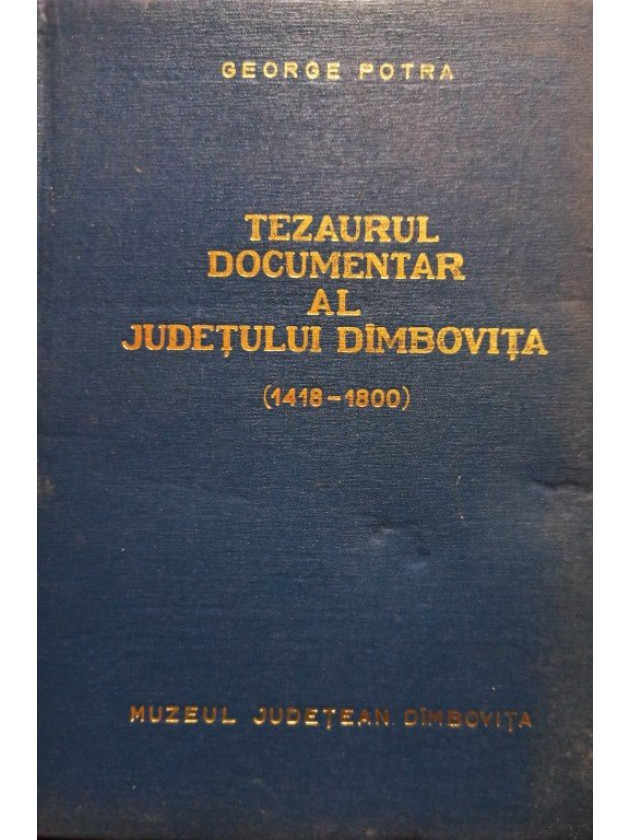 GEORGE POTRA
TEZAURUL
DOCUMENTAR
AL
JUDEȚULUI DÎMBOVIȚA
(1418-1800)
MUZEUL JUDEȚEAN DÎMBOVIȚA